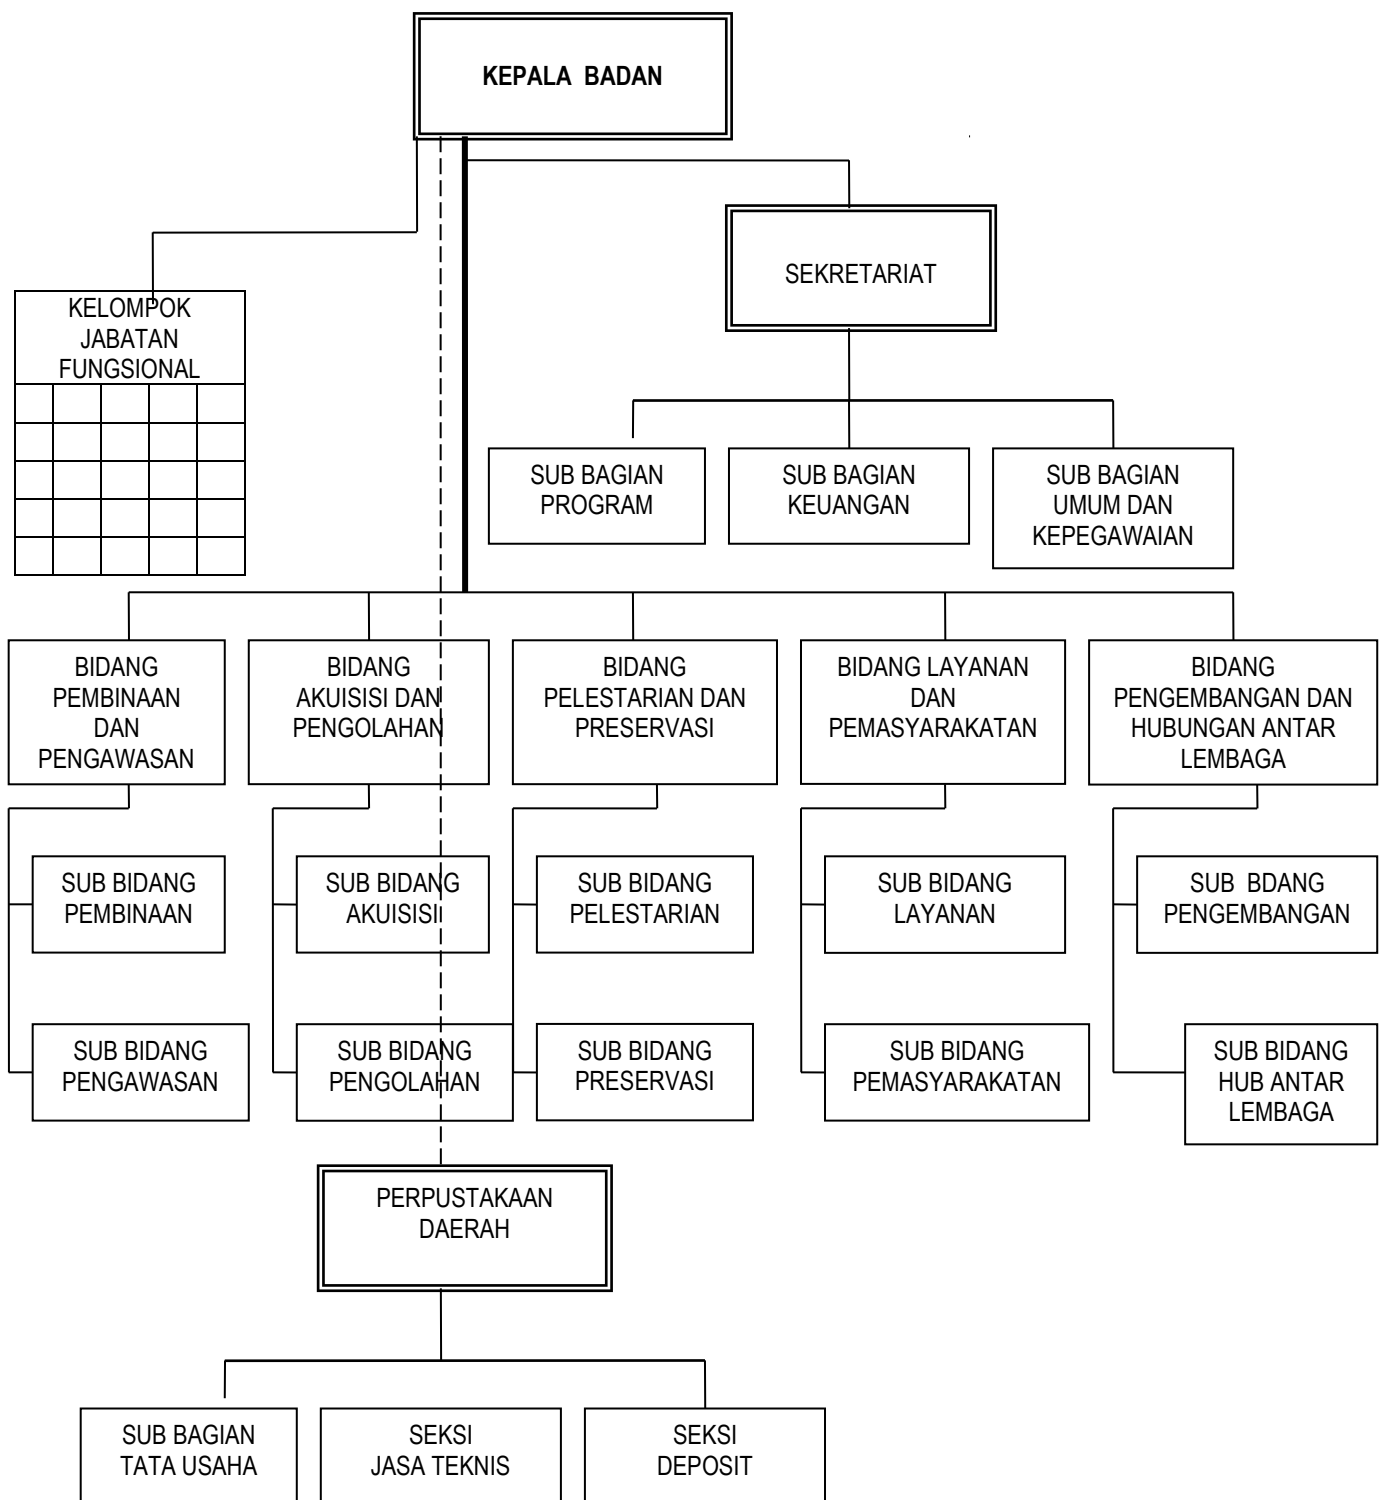 KEPALA BADAN
SEKRETARIAT
KELOMPOK
JABATAN
FUNGSIONAL
SUB BAGIAN
PROGRAM
SUB BAGIAN
KEUANGAN
SUB BAGIAN
UMUM DAN
KEPEGAWAIAN
BIDANG
PEMBINAAN
DAN
PENGAWASAN
BIDANG
AKUISISI DAN
PENGOLAHAN
BIDANG
PELESTARIAN DAN
PRESERVASI
BIDANG LAYANAN
DAN
PEMASYARAKATAN
BIDANG
PENGEMBANGAN DAN
HUBUNGAN ANTAR
LEMBAGA
SUB BIDANG
PEMBINAAN
SUB BIDANG
AKUISISI
SUB BIDANG
PELESTARIAN
SUB BIDANG
LAYANAN
SUB BDANG
PENGEMBANGAN
SUB BIDANG
PENGAWASAN
SUB BIDANG
PENGOLAHAN
SUB BIDANG
PRESERVASI
SUB BIDANG
PEMASYARAKATAN
SUB BIDANG
HUB ANTAR
LEMBAGA
PERPUSTAKAAN
DAERAH
SUB BAGIAN
TATA USAHA
SEKSI
JASA TEKNIS
SEKSI
DEPOSIT